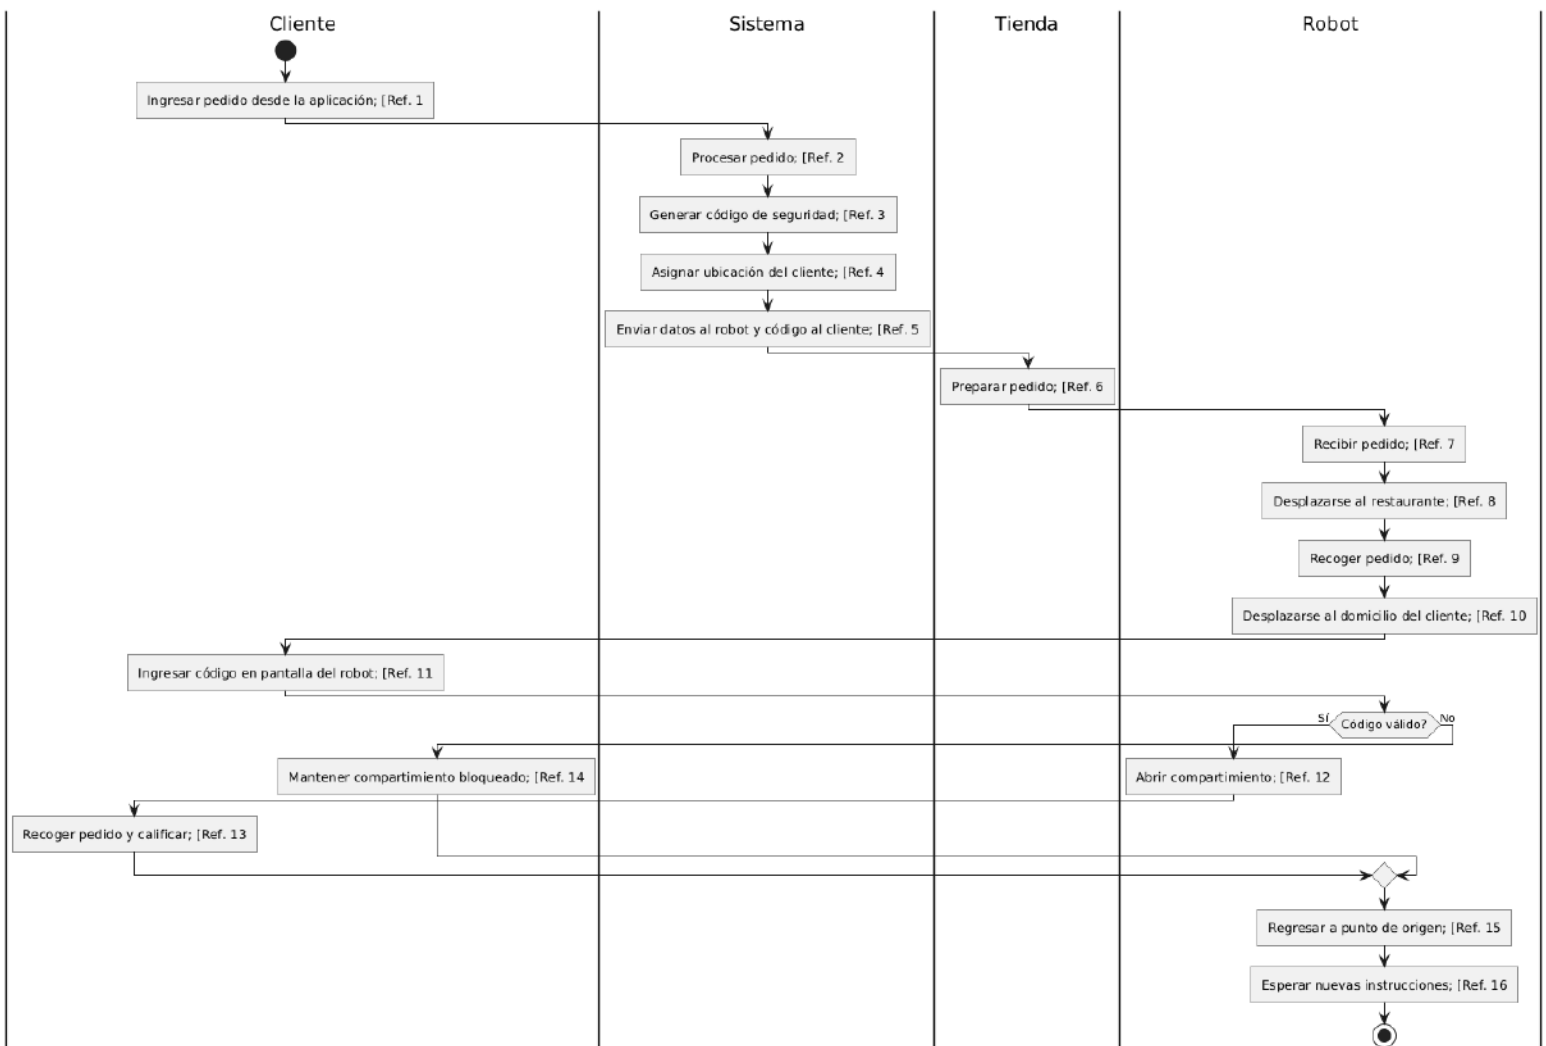 Cliente
Sistema
Tienda
Robot
Ingresar pedido desde la aplicación; [Ref. 1
Procesar pedido; [Ref. 2
Generar código de seguridad; [Ref. 3
Asignar ubicación del cliente; [Ref. 4
Enviar datos al robot y código al cliente; [Ref. 5
Preparar pedido; [Ref. 6
Recibir pedido; [Ref. 7
Desplazarse al restaurante; [Ref. 8
Recoger pedido; [Ref. 9
Desplazarse al domicilio del cliente; [Ref. 10
Ingresar código en pantalla del robot; [Ref. 11
Sí
Código válido?
No
Mantener compartimiento bloqueado; [Ref. 14
Abrir compartimiento; [Ref. 12
Recoger pedido y calificar; [Ref. 13
Regresar a punto de origen; [Ref. 15
Esperar nuevas instrucciones; [Ref. 16